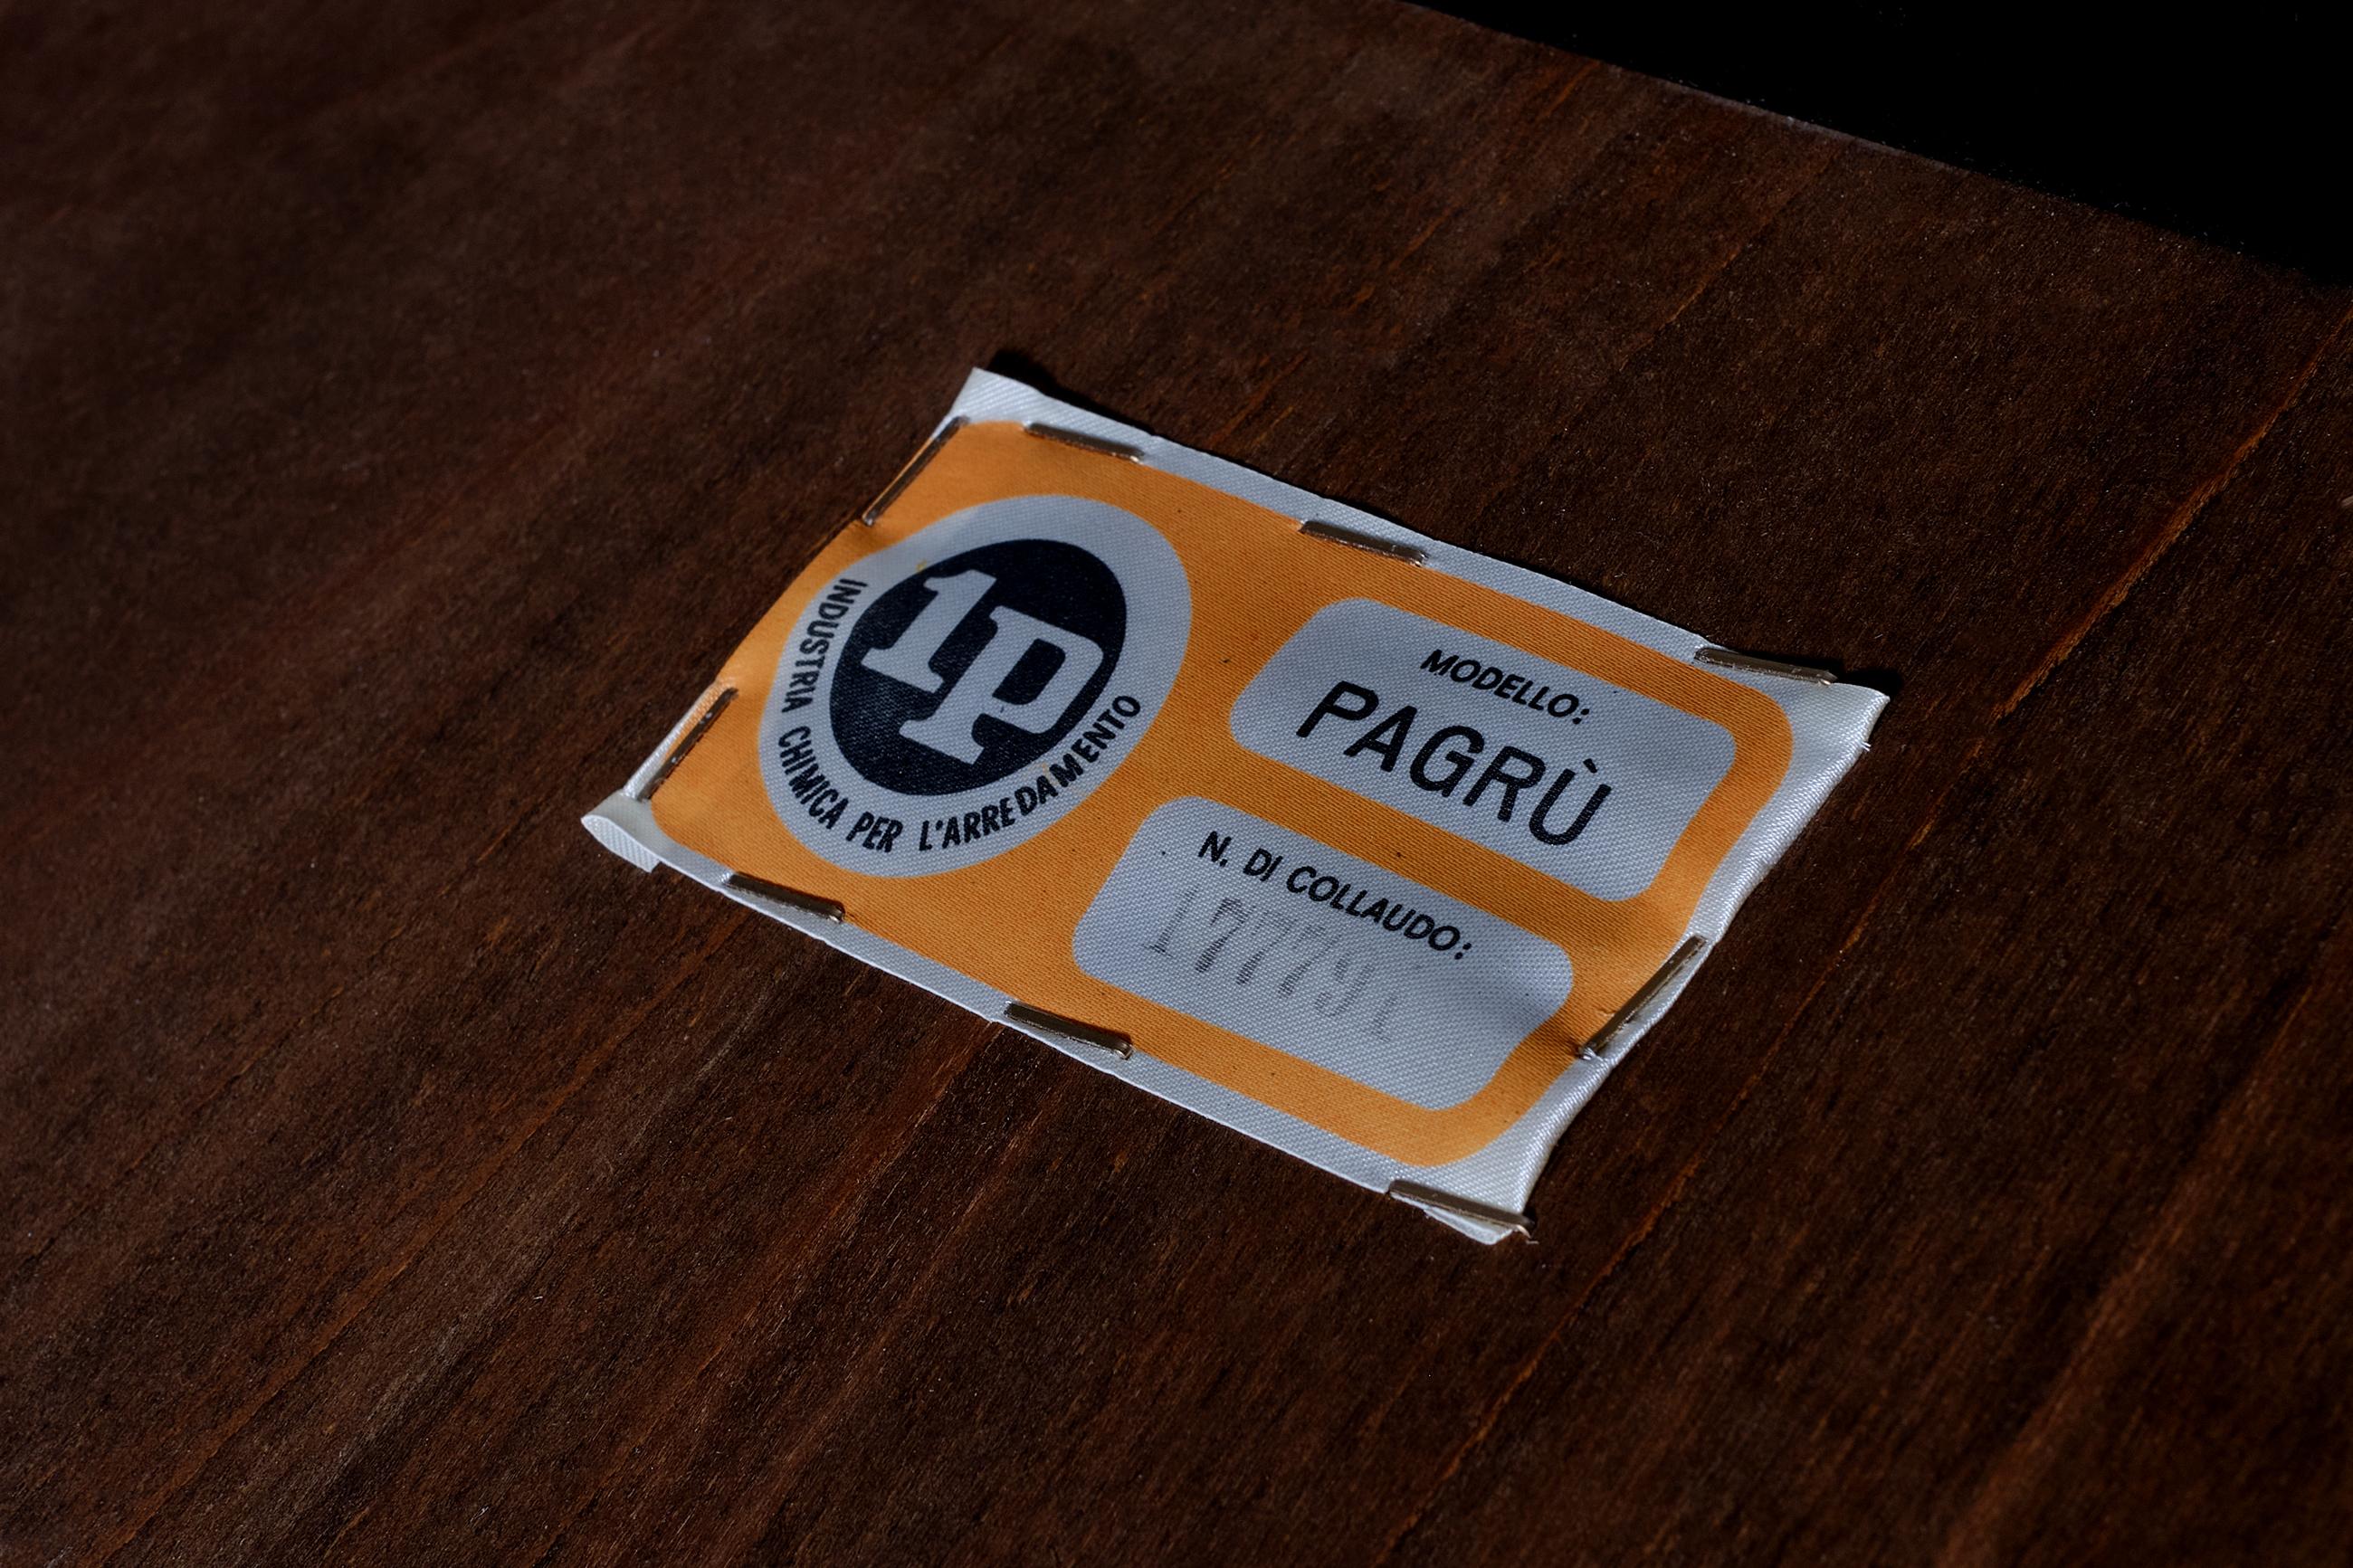 1P
INDUSTRIA CHIMICA PER L'ARREDAMENTO
MODELLO:
PAGRÙ
N. DI COLLAUDO: